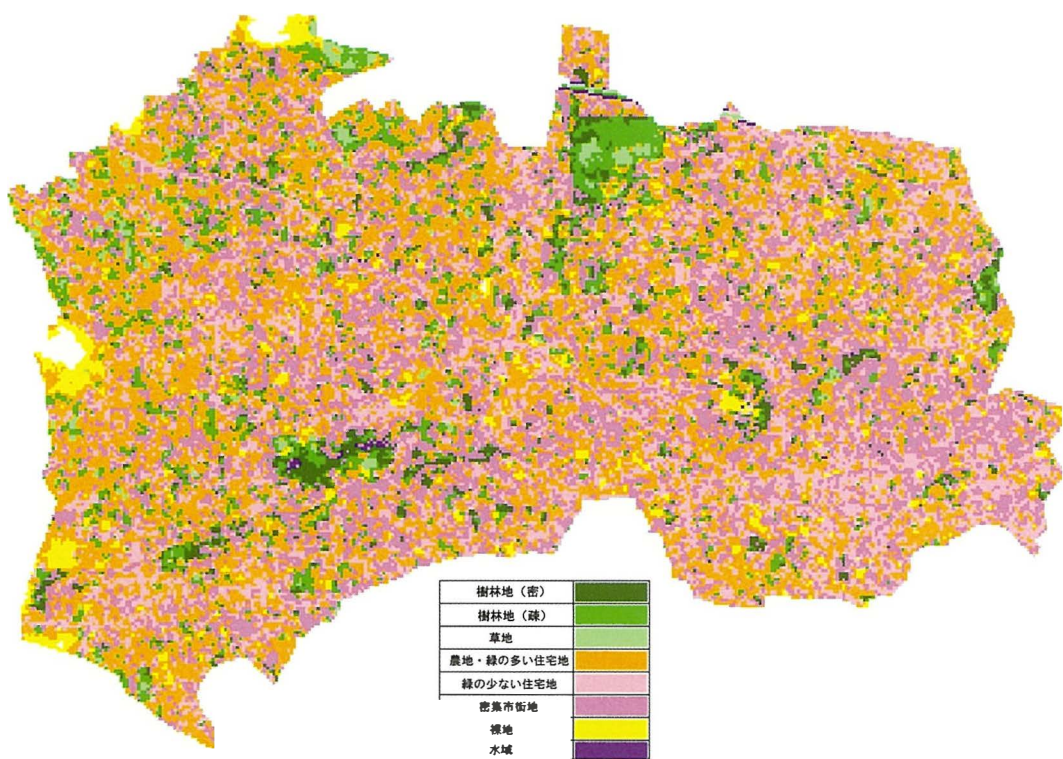 樹林地（密）
樹林地（疎）
草地
農地・緑の多い住宅地
緑の少ない住宅地
密集市街地
裸地
水域